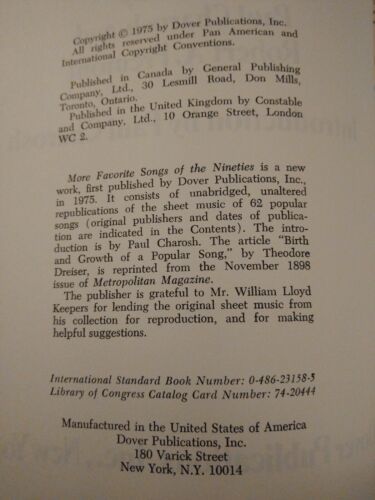 Copyright © 1975 by Dover Publications, Inc.
All rights reserved under Pan American and
International Copyright Conventions.
Published in Canada by General Publishing
Company, Ltd., 30 Lesmill Road, Don Mills,
Toronto, Ontario.
Published in the United Kingdom by Constable
and Company, Ltd., 10 Orange Street, London
WC 2.
More Favorite Songs of the Nineties is a new
work, first published by Dover Publications, Inc.,
in 1975. It consists of unabridged, unaltered
republications of the sheet music of 62 popular
songs (original publishers and dates of publica-
tion are indicated in the Contents). The intro-
duction is by Paul Charosh. The article "Birth
and Growth of a Popular Song," by Theodore
Dreiser, is reprinted from the November 1898
issue of Metropolitan Magazine.
The publisher is grateful to Mr. William Lloyd
Keepers for lending the original sheet music from
his collection for reproduction, and for making
helpful suggestions.
International Standard Book Number: 0-486-23158-5
Library of Congress Catalog Card Number: 74-20444
Manufactured in the United States of America
Dover Publications, Inc.
180 Varick Street
New York, N.Y. 10014